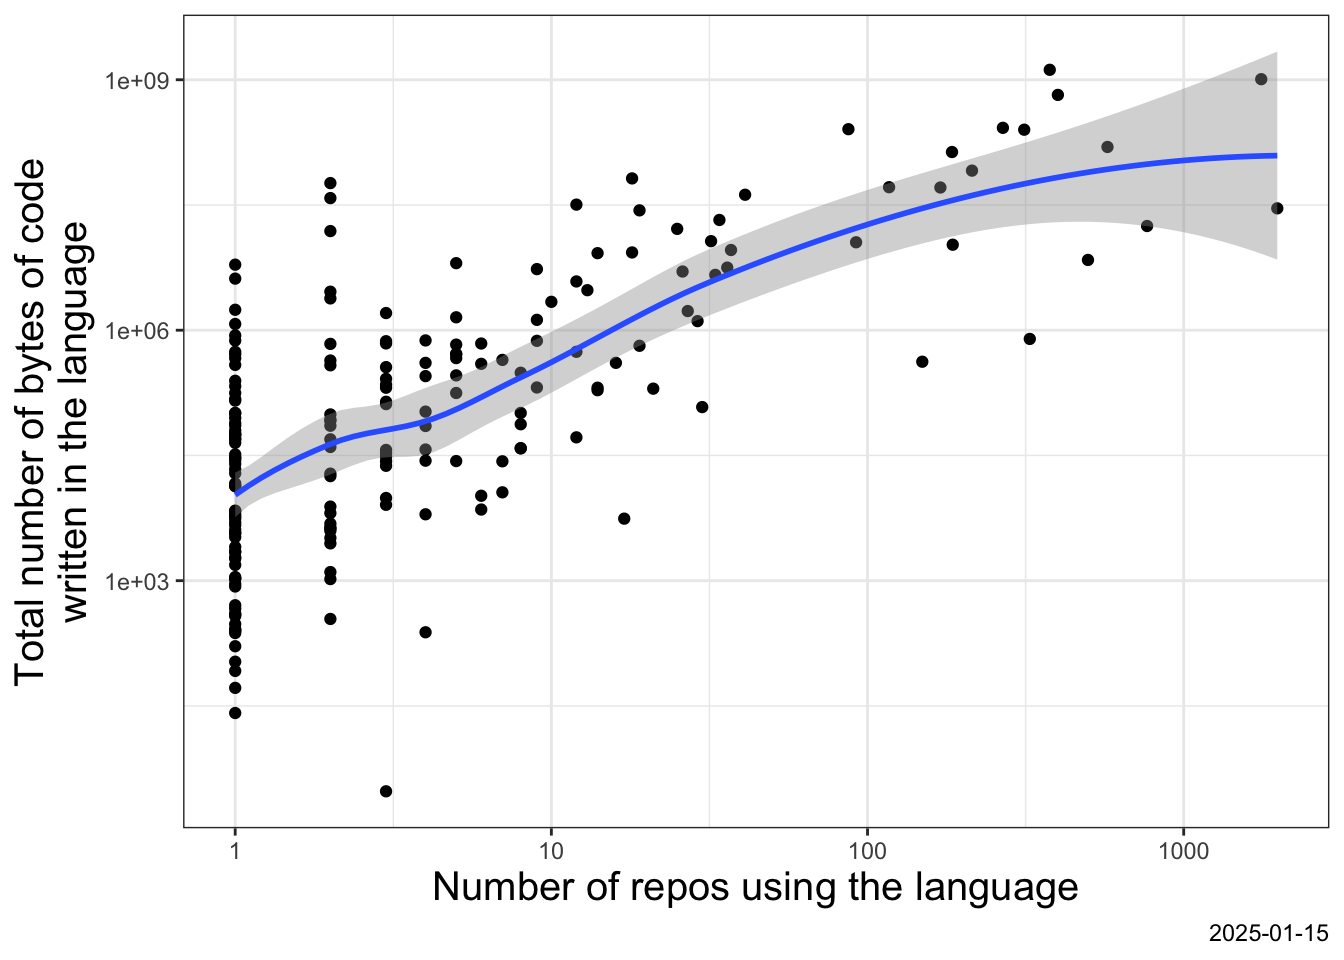 Total number of bytes of code
written in the language
1e+09
1e+06
1e+03
1
10
100
1000
Number of repos using the language
2025-01-15